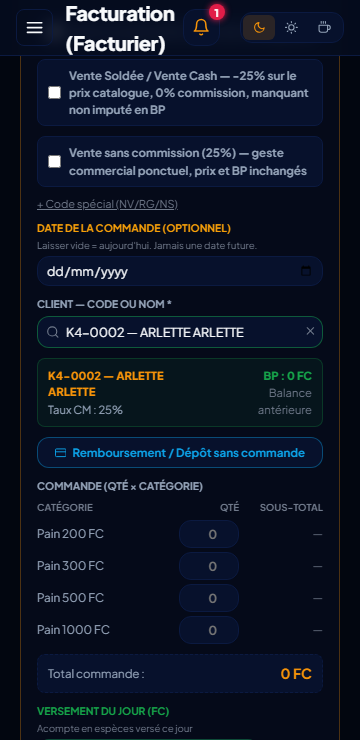 Facturation
(Facturier)
1
Vente Soldée / Vente Cash — -25% sur le
prix catalogue, 0% commission, manquant
non imputé en BP
Vente sans commission (25%) — geste
commercial ponctuel, prix et BP inchangés
+ Code spécial (NV/RG/NS)
DATE DE LA COMMANDE (OPTIONNEL)
Laisser vide = aujourd'hui. Jamais une date future.
dd/mm/yyyy
CLIENT — CODE OU NOM *
K4-0002 — ARLETTE ARLETTE ×
K4-0002 — ARLETTE
ARLETTE
Taux CM : 25%
BP : 0 FC
Balance
antérieure
Remboursement / Dépôt sans commande
COMMANDE (QTÉ × CATÉGORIE)
CATÉGORIE QTÉ SOUS-TOTAL
Pain 200 FC 0 —
Pain 300 FC 0 —
Pain 500 FC 0 —
Pain 1000 FC 0 —
Total commande : 0 FC
VERSEMENT DU JOUR (FC)
Acompte en espèces versé ce jour